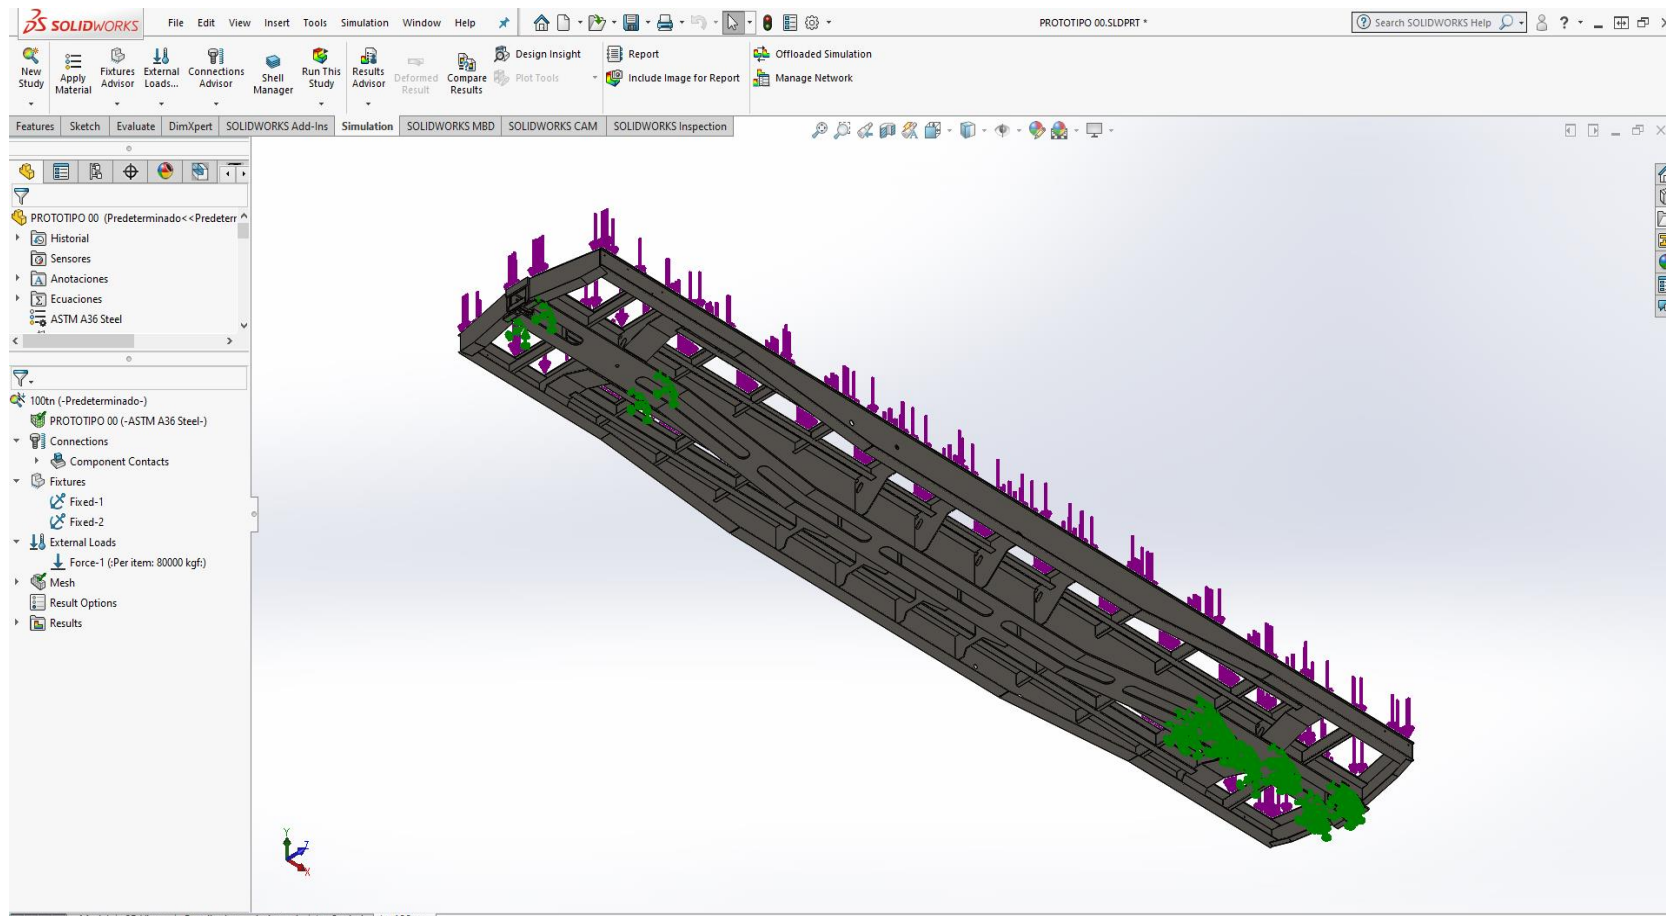 SOLIDWORKS File Edit View Insert Tools Simulation Window Help PROTOTIPO 00.SLDPRT * Search SOLIDWORKS Help ?
New Study
Apply Material
Fixtures Advisor
External Loads...
Connections Advisor
Shell Manager
Run This Study
Results Advisor
Deformed Result
Compare Results
Design Insight
Plot Tools
Report
Include Image for Report
Offloaded Simulation
Manage Network
Features Sketch Evaluate DimXpert SOLIDWORKS Add-Ins Simulation SOLIDWORKS MBD SOLIDWORKS CAM SOLIDWORKS Inspection
PROTOTIPO 00 (Predeterminado<<Predeterr
Historial
Sensores
Anotaciones
Ecuaciones
ASTM A36 Steel
100tn (-Predeterminado-)
PROTOTIPO 00 (-ASTM A36 Steel-)
Connections
Component Contacts
Fixtures
Fixed-1
Fixed-2
External Loads
Force-1 (:Per item: 80000 kgf:)
Mesh
Result Options
Results
Y
Z
X